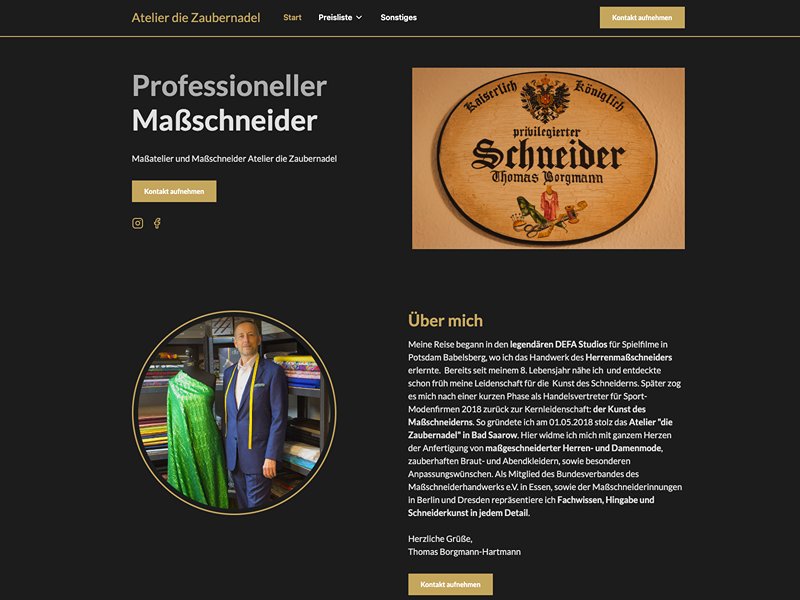 Atelier die Zaubernadel
Start
Preisliste
Sonstiges
Kontakt aufnehmen
Professioneller
Maßschneider
Maßatelier und Maßschneider Atelier die Zaubernadel
Kontakt aufnehmen
Kaiserlich Königlich
privilegierter
Schneider
Thomas Borgmann
Über mich
Meine Reise begann in den legendären DEFA Studios für Spielfilme in
Potsdam Babelsberg, wo ich das Handwerk des Herrenmaßschneiders
erlernte. Bereits seit meinem 8. Lebensjahr nähe ich und entdeckte
schon früh meine Leidenschaft für die Kunst des Schneiderns. Später zog
es mich nach einer kurzen Phase als Handelsvertreter für Sport-
Modenfirmen 2018 zurück zur Kernleidenschaft: der Kunst des
Maßschneiderns. So gründete ich am 01.05.2018 stolz das Atelier "die
Zaubernadel" in Bad Saarow. Hier widme ich mich mit ganzem Herzen
der Anfertigung von maßgeschneiderter Herren- und Damenmode,
zauberhaften Braut- und Abendkleidern, sowie besonderen
Anpassungswünschen. Als Mitglied des Bundesverbandes des
Maßschneiderhandwerks e.V. in Essen, sowie der Maßschneiderinnungen
in Berlin und Dresden repräsentiere ich Fachwissen, Hingabe und
Schneiderkunst in jedem Detail.
Herzliche Grüße,
Thomas Borgmann-Hartmann
Kontakt aufnehmen